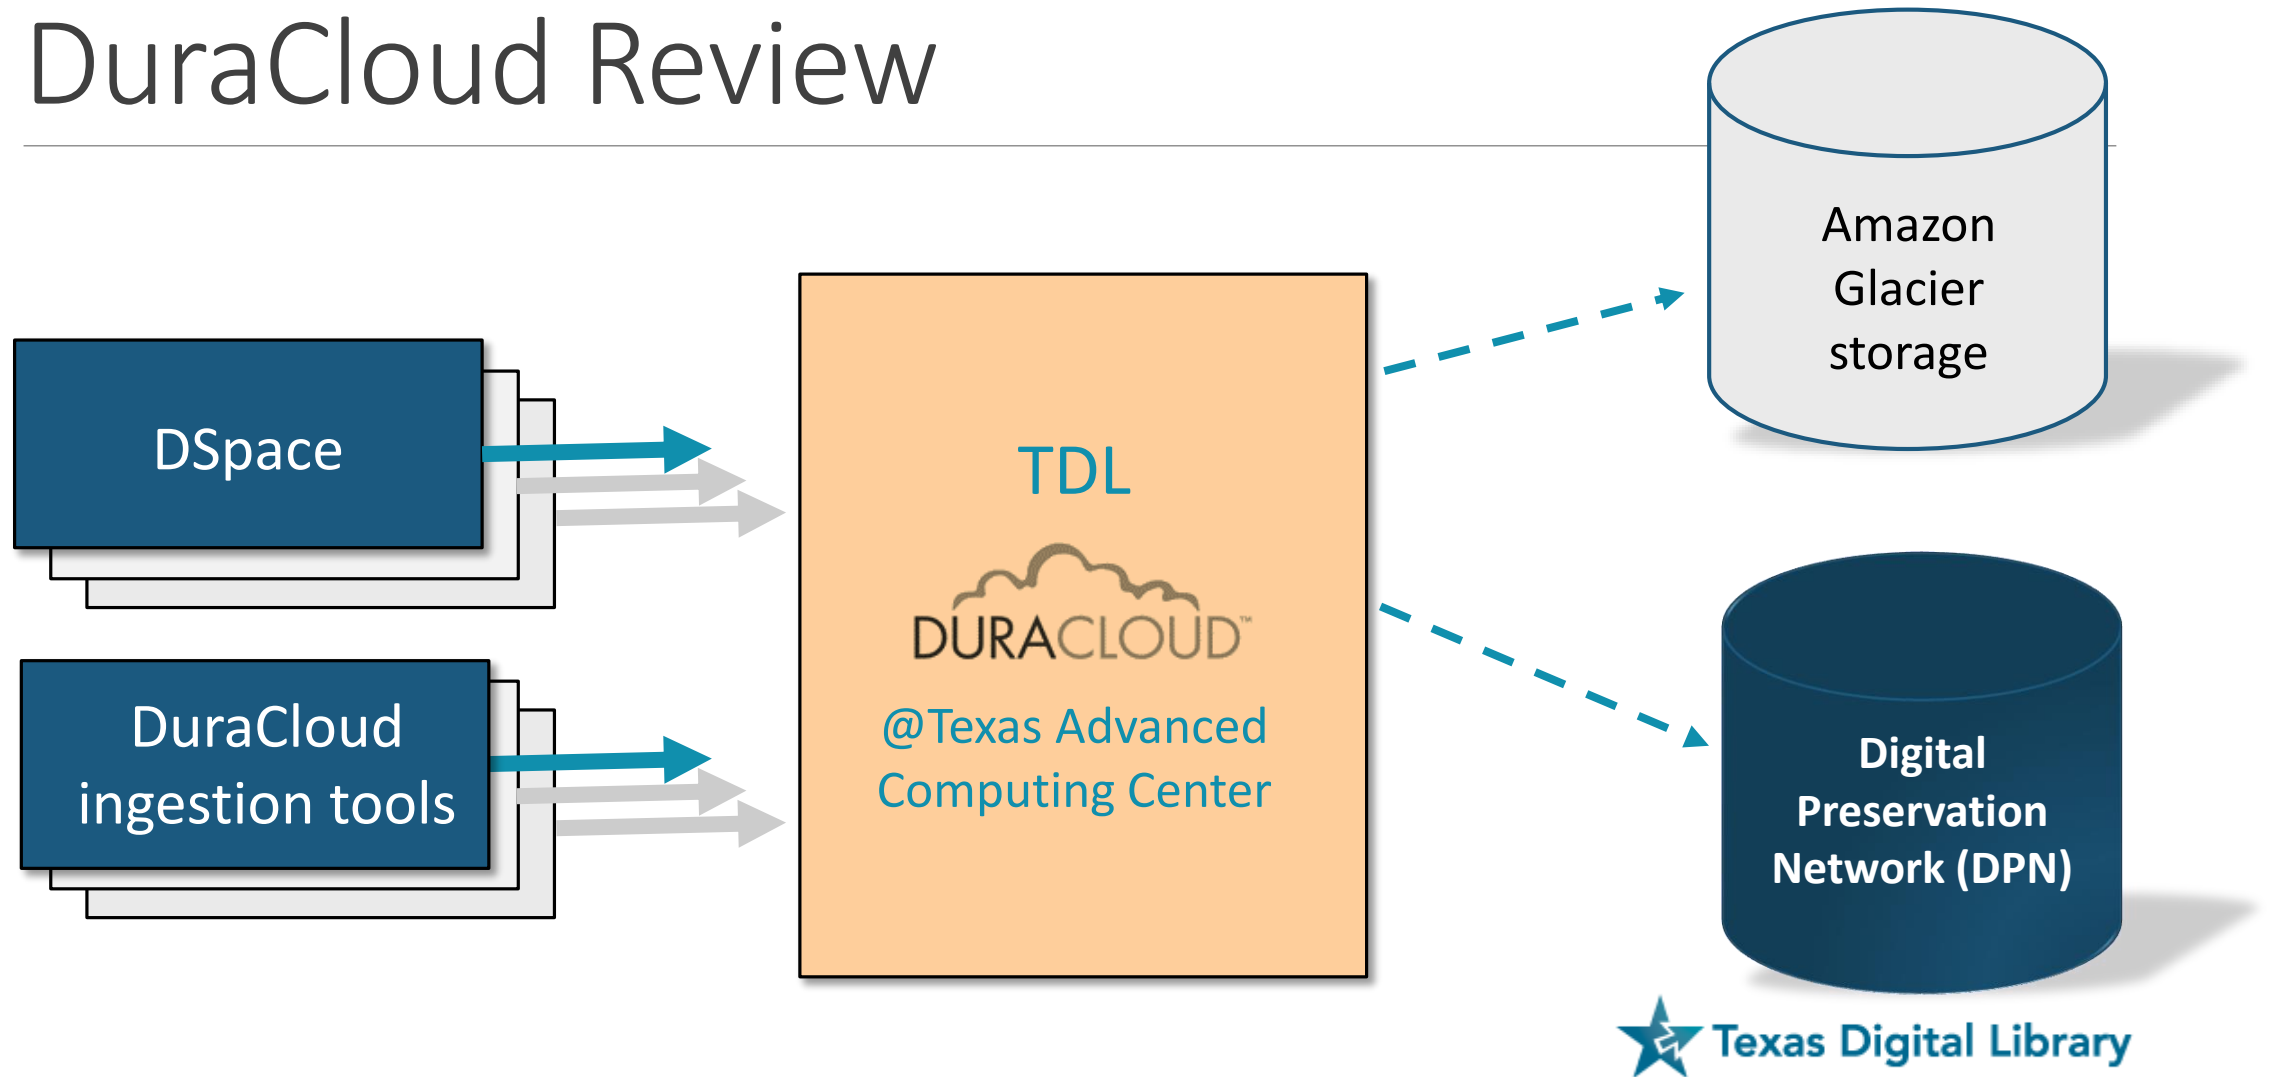 DuraCloud Review
Amazon
Glacier
storage
DSpace
TDL
DURACLOUD™
@Texas Advanced
Computing Center
DuraCloud
ingestion tools
Digital
Preservation
Network (DPN)
Texas Digital Library